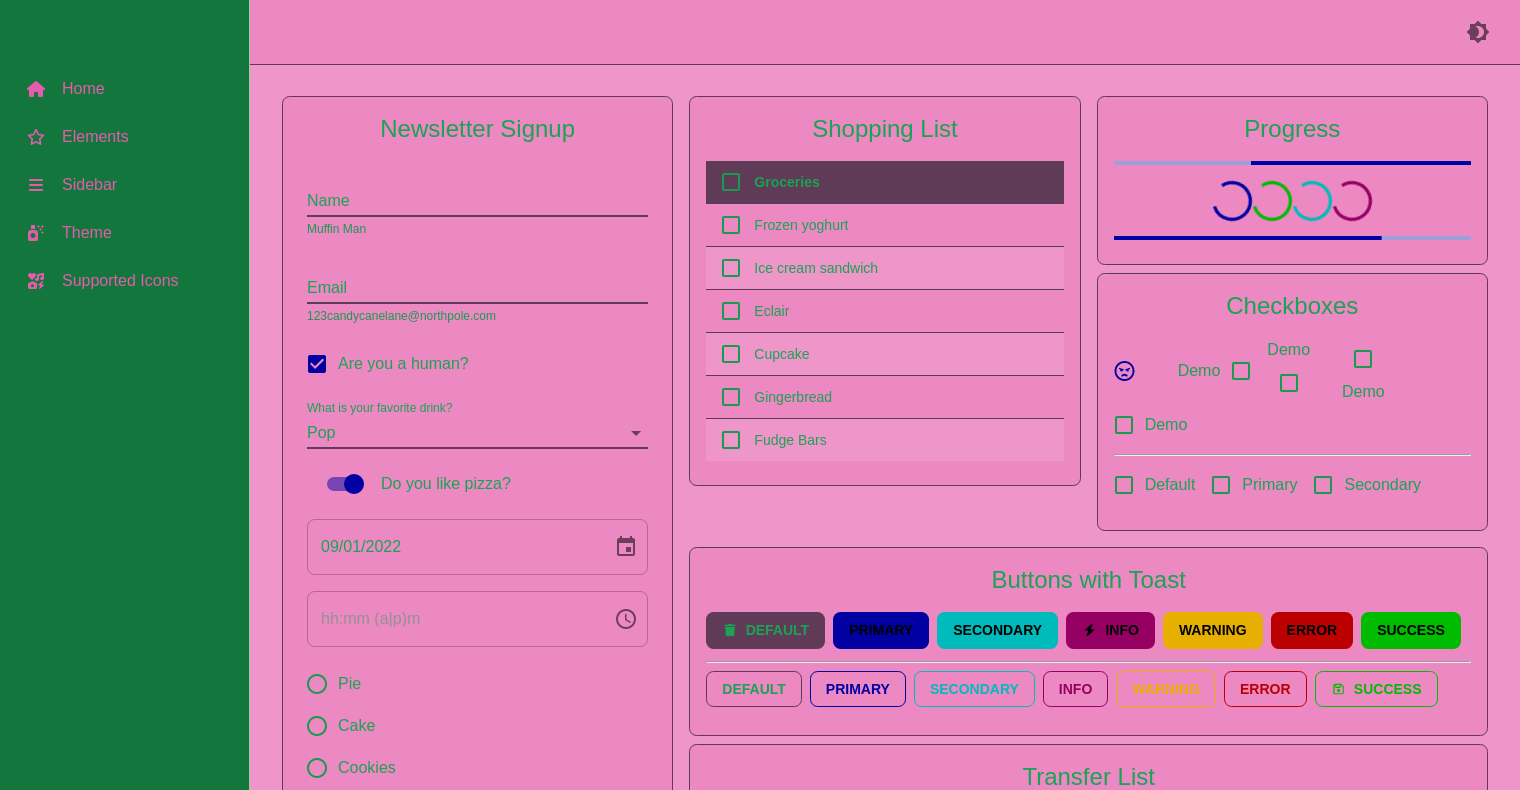 Home
Elements
Sidebar
Theme
Supported Icons
Newsletter Signup
Name
Muffin Man
Email
123candycanelane@northpole.com
Are you a human?
What is your favorite drink?
Pop
Do you like pizza?
09/01/2022
hh:mm (a|p)m
Pie
Cake
Cookies
Shopping List
Groceries
Frozen yoghurt
Ice cream sandwich
Eclair
Cupcake
Gingerbread
Fudge Bars
Progress
Checkboxes
Demo
Demo
Demo
Demo
Default Primary Secondary
Buttons with Toast
DEFAULT PRIMARY SECONDARY INFO WARNING ERROR SUCCESS
DEFAULT PRIMARY SECONDARY INFO WARNING ERROR SUCCESS
Transfer List